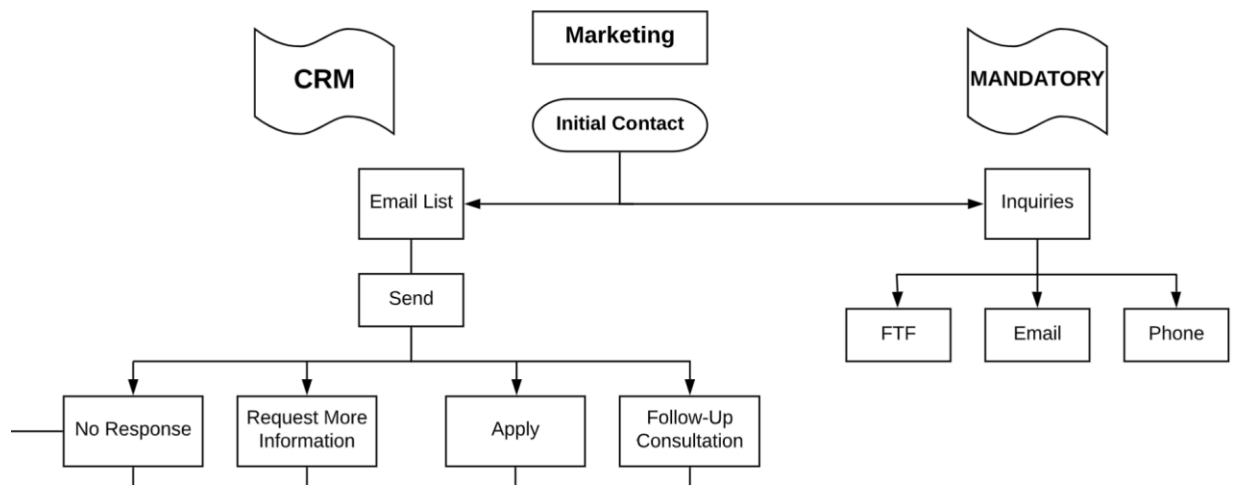 Marketing
CRM
MANDATORY
Initial Contact
Email List
Inquiries
Send
FTF
Email
Phone
No Response
Request More
Information
Apply
Follow-Up
Consultation